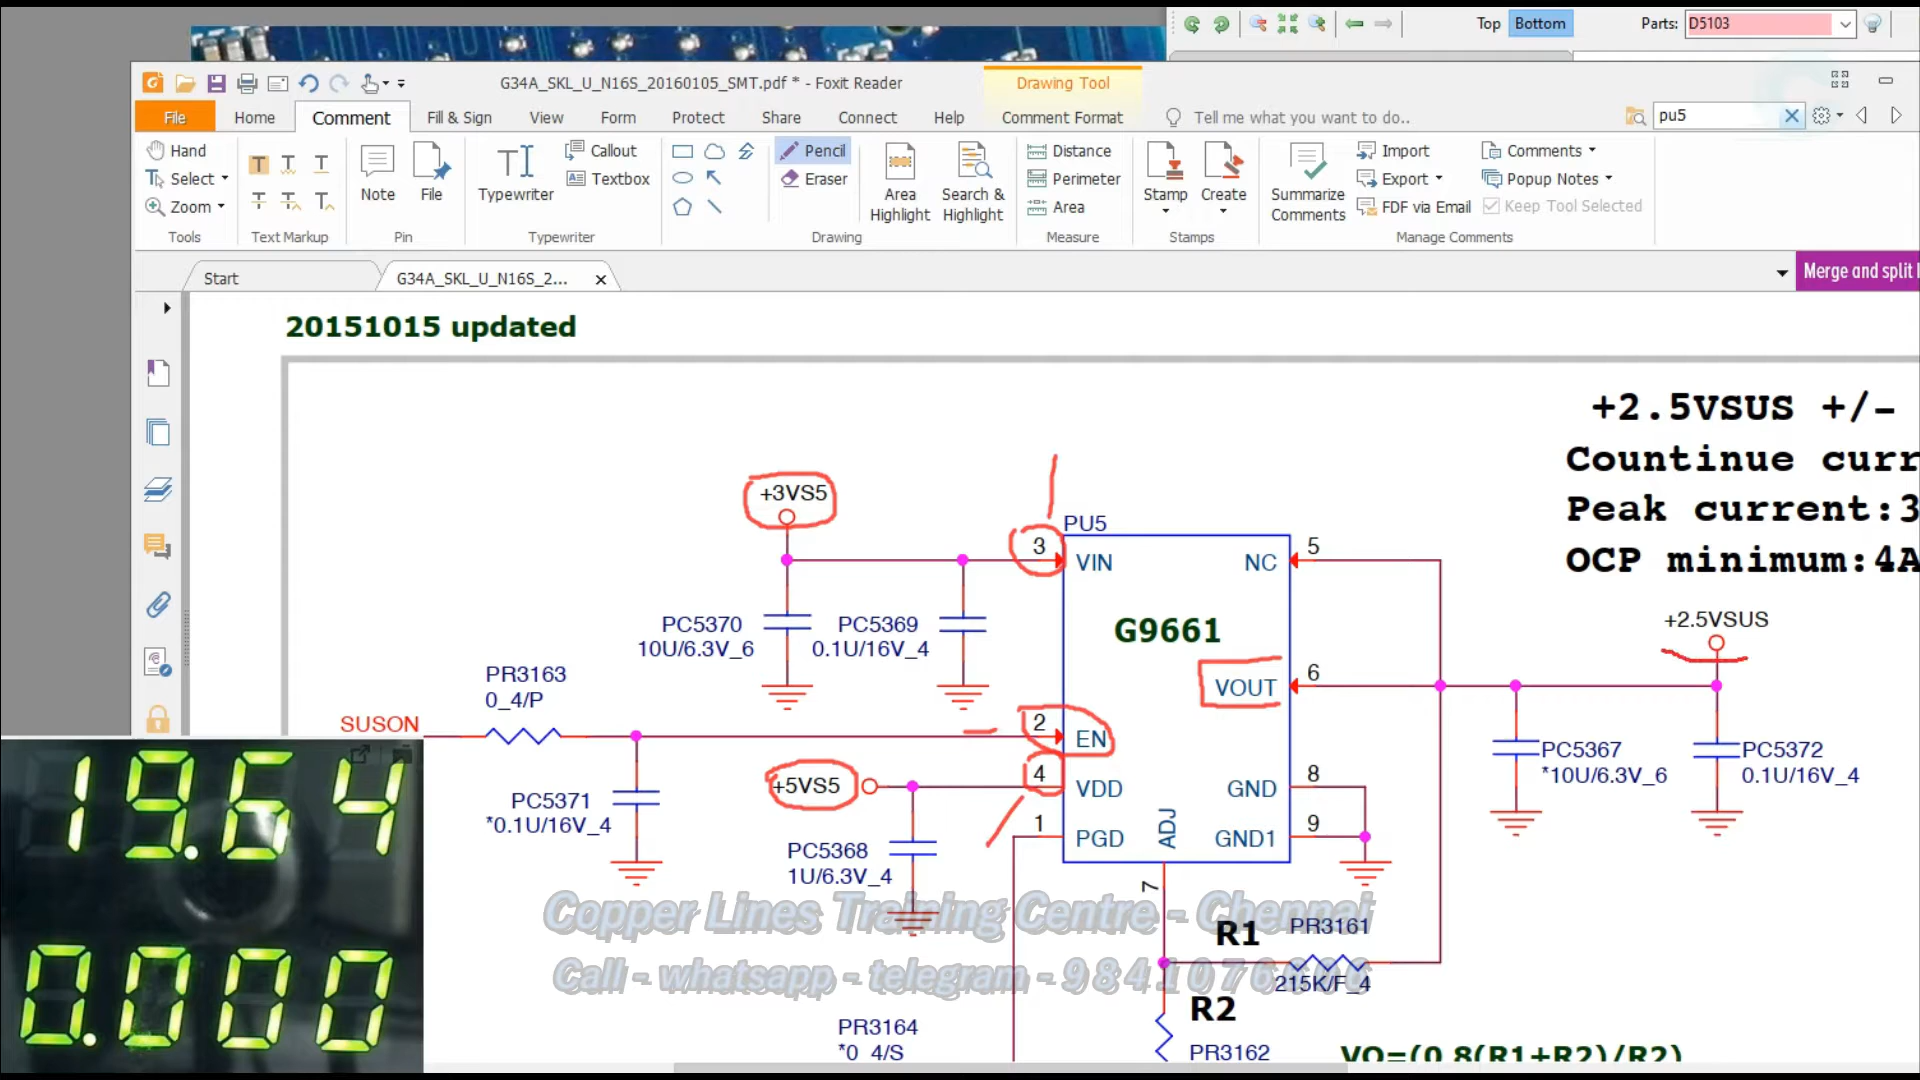 Top Bottom Parts: D5103
G34A_SKL_U_N16S_20160105_SMT.pdf * - Foxit Reader Drawing Tool
File Home Comment Fill & Sign View Form Protect Share Connect Help Comment Format Tell me what you want to do.. pu5
Hand
Select
Zoom
Tools
T T T
T T T
Text Markup
Note File
Pin
Typewriter
Callout
Textbox
Typewriter
Pencil
Eraser
Area Highlight
Search & Highlight
Drawing
Distance
Perimeter
Area
Measure
Stamp Create
Stamps
Summarize Comments
Import
Export
FDF via Email
Comments
Popup Notes
Keep Tool Selected
Manage Comments
Start G34A_SKL_U_N16S_2... Merge and split
20151015 updated
+2.5VSUS +/-
Countinue curr
Peak current:3
OCP minimum:4A
+3VS5
PU5
3 VIN NC 5
G9661
PC5370
10U/6.3V_6
PC5369
0.1U/16V_4
+2.5VSUS
PR3163
0_4/P
VOUT 6
SUSON
2 EN
PC5367
*10U/6.3V_6
PC5372
0.1U/16V_4
+5VS5
4 VDD GND 8
PC5371
*0.1U/16V_4
1 PGD ADJ GND1 9
PC5368
1U/6.3V_4
7
19.64
0.000
Copper Lines Training Centre - Chennai
R1 PR3161
215K/F_4
Call - whatsapp - telegram -
R2
PR3164
*0_4/S
PR3162
VO=(0.8(R1+R2)/R2)